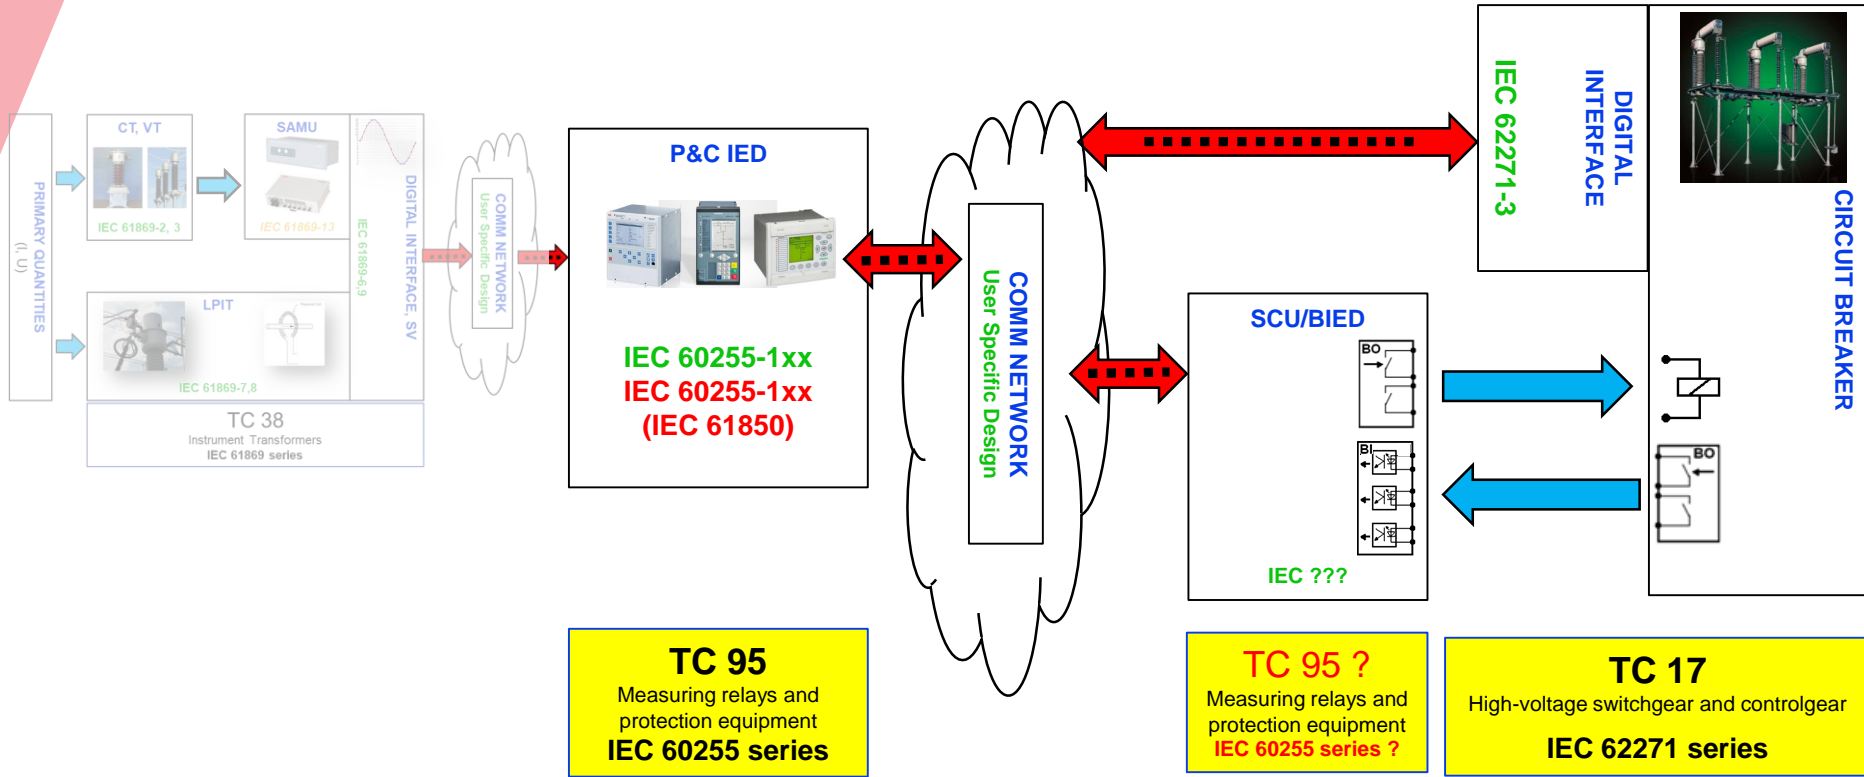 CT, VT
IEC 61869-2, 3
SAMU
IEC 61869-13
PRIMARY QUANTITIES
(I, U)
LPIT
IEC 61869-7,8
DIGITAL INTERFACE, SV
IEC 61869-6,9
TC 38
Instrument Transformers
IEC 61869 series
COMM NETWORK
User Specific Design
P&C IED
IEC 60255-1xx
IEC 60255-1xx
(IEC 61850)
TC 95
Measuring relays and
protection equipment
IEC 60255 series
COMM NETWORK
User Specific Design
SCU/BIED
BO
BI
IEC ???
TC 95 ?
Measuring relays and
protection equipment
IEC 60255 series ?
DIGITAL
INTERFACE
IEC 62271-3
CIRCUIT BREAKER
BO
TC 17
High-voltage switchgear and controlgear
IEC 62271 series